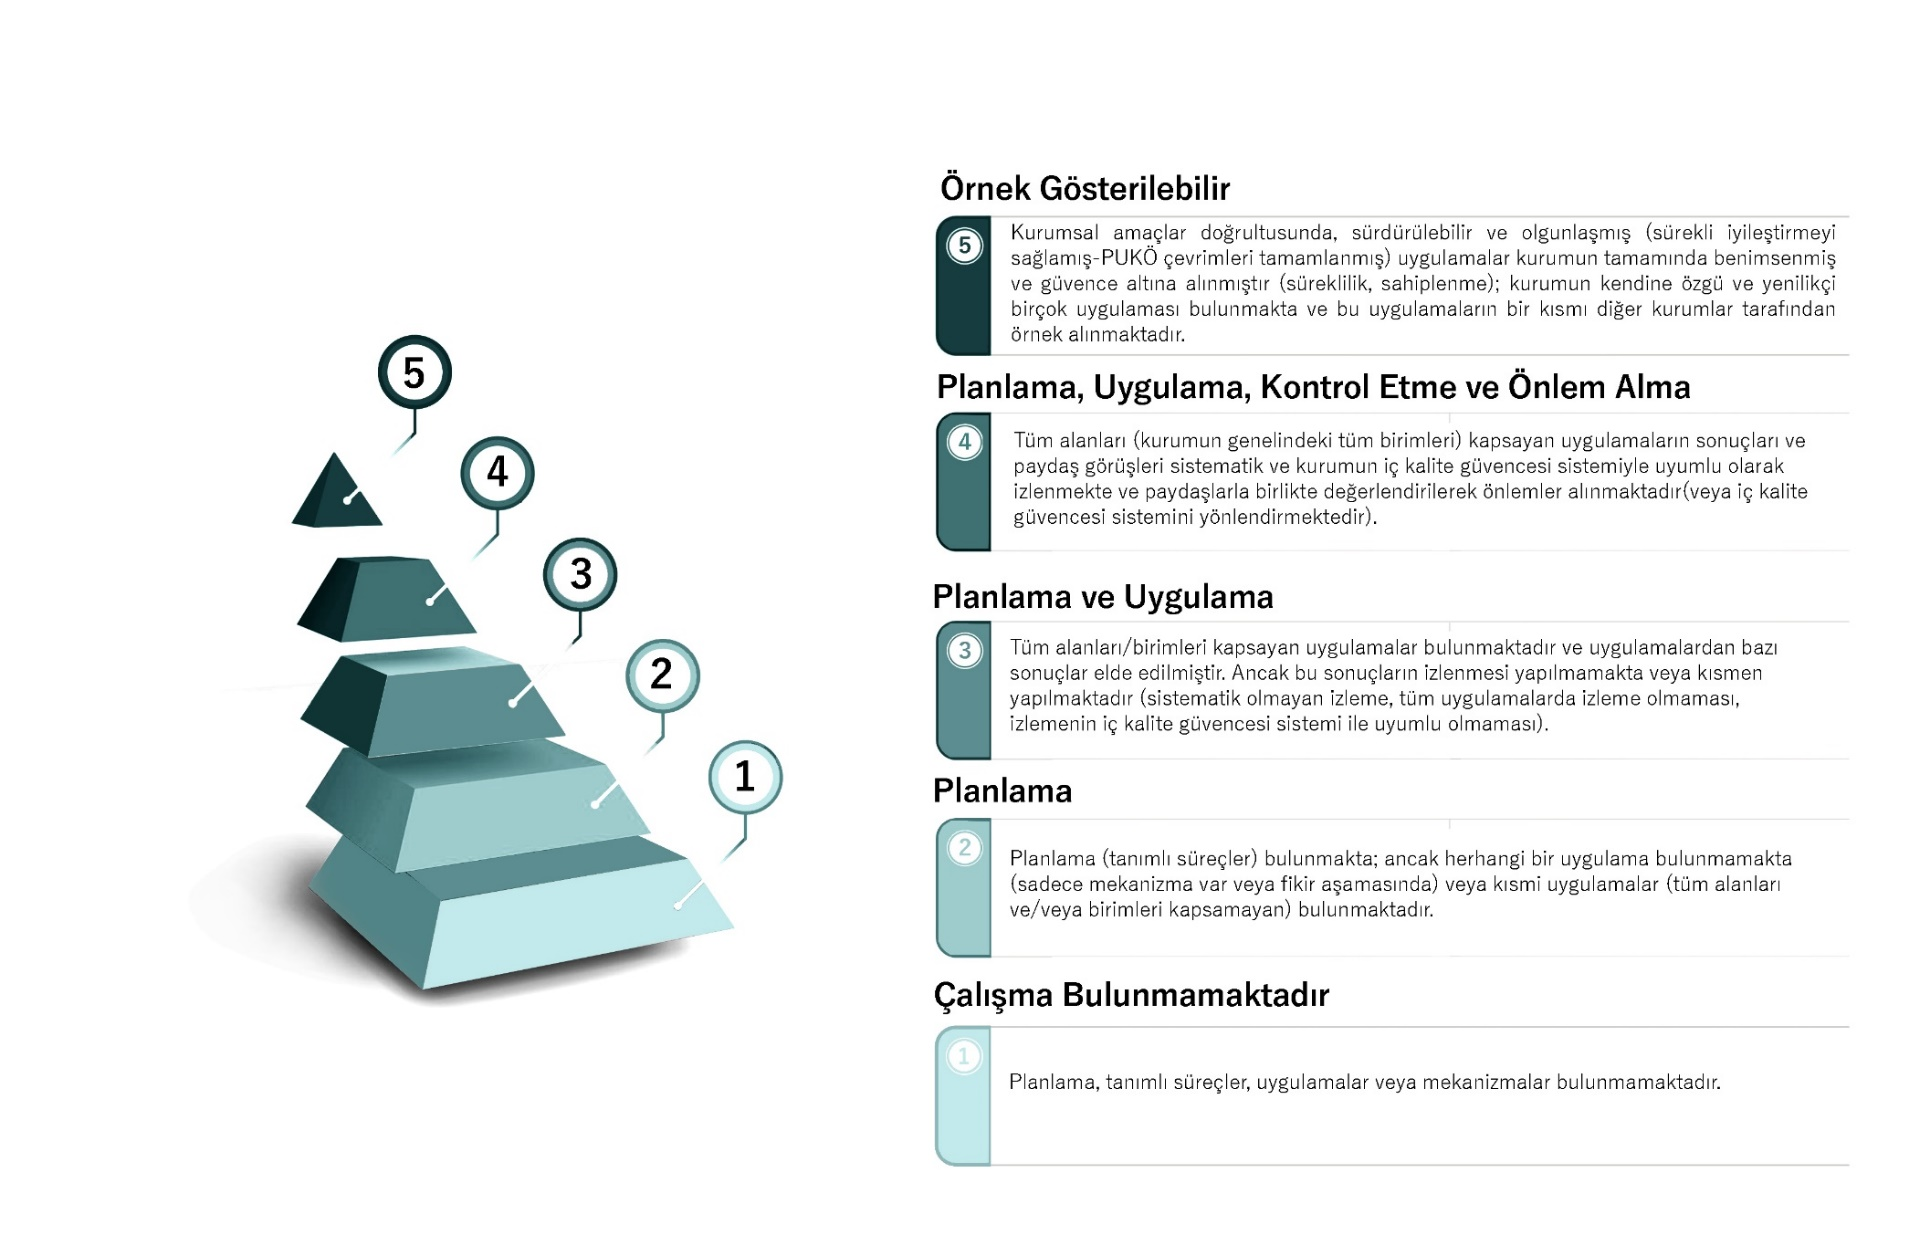 5
4
3
2
1
Örnek Gösterilebilir
5
Kurumsal amaçlar doğrultusunda, sürdürülebilir ve olgunlaşmış (sürekli iyileştirmeyi
sağlamış-PUKÖ çevrimleri tamamlanmış) uygulamalar kurumun tamamında benimsenmiş
ve güvence altına alınmıştır (süreklilik, sahiplenme); kurumun kendine özgü ve yenilikçi
birçok uygulaması bulunmakta ve bu uygulamaların bir kısmı diğer kurumlar tarafından
örnek alınmaktadır.
Planlama, Uygulama, Kontrol Etme ve Önlem Alma
4
Tüm alanları (kurumun genelindeki tüm birimleri) kapsayan uygulamaların sonuçları ve
paydaş görüşleri sistematik ve kurumun iç kalite güvencesi sistemiyle uyumlu olarak
izlenmekte ve paydaşlarla birlikte değerlendirilerek önlemler alınmaktadır(veya iç kalite
güvencesi sistemini yönlendirmektedir).
Planlama ve Uygulama
3
Tüm alanları/birimleri kapsayan uygulamalar bulunmaktadır ve uygulamalardan bazı
sonuçlar elde edilmiştir. Ancak bu sonuçların izlenmesi yapılmamakta veya kısmen
yapılmaktadır (sistematik olmayan izleme, tüm uygulamalarda izleme olmaması,
izlemenin iç kalite güvencesi sistemi ile uyumlu olmaması).
Planlama
2
Planlama (tanımlı süreçler) bulunmakta; ancak herhangi bir uygulama bulunmamakta
(sadece mekanizma var veya fikir aşamasında) veya kısmi uygulamalar (tüm alanları
ve/veya birimleri kapsamayan) bulunmaktadır.
Çalışma Bulunmamaktadır
1
Planlama, tanımlı süreçler, uygulamalar veya mekanizmalar bulunmamaktadır.